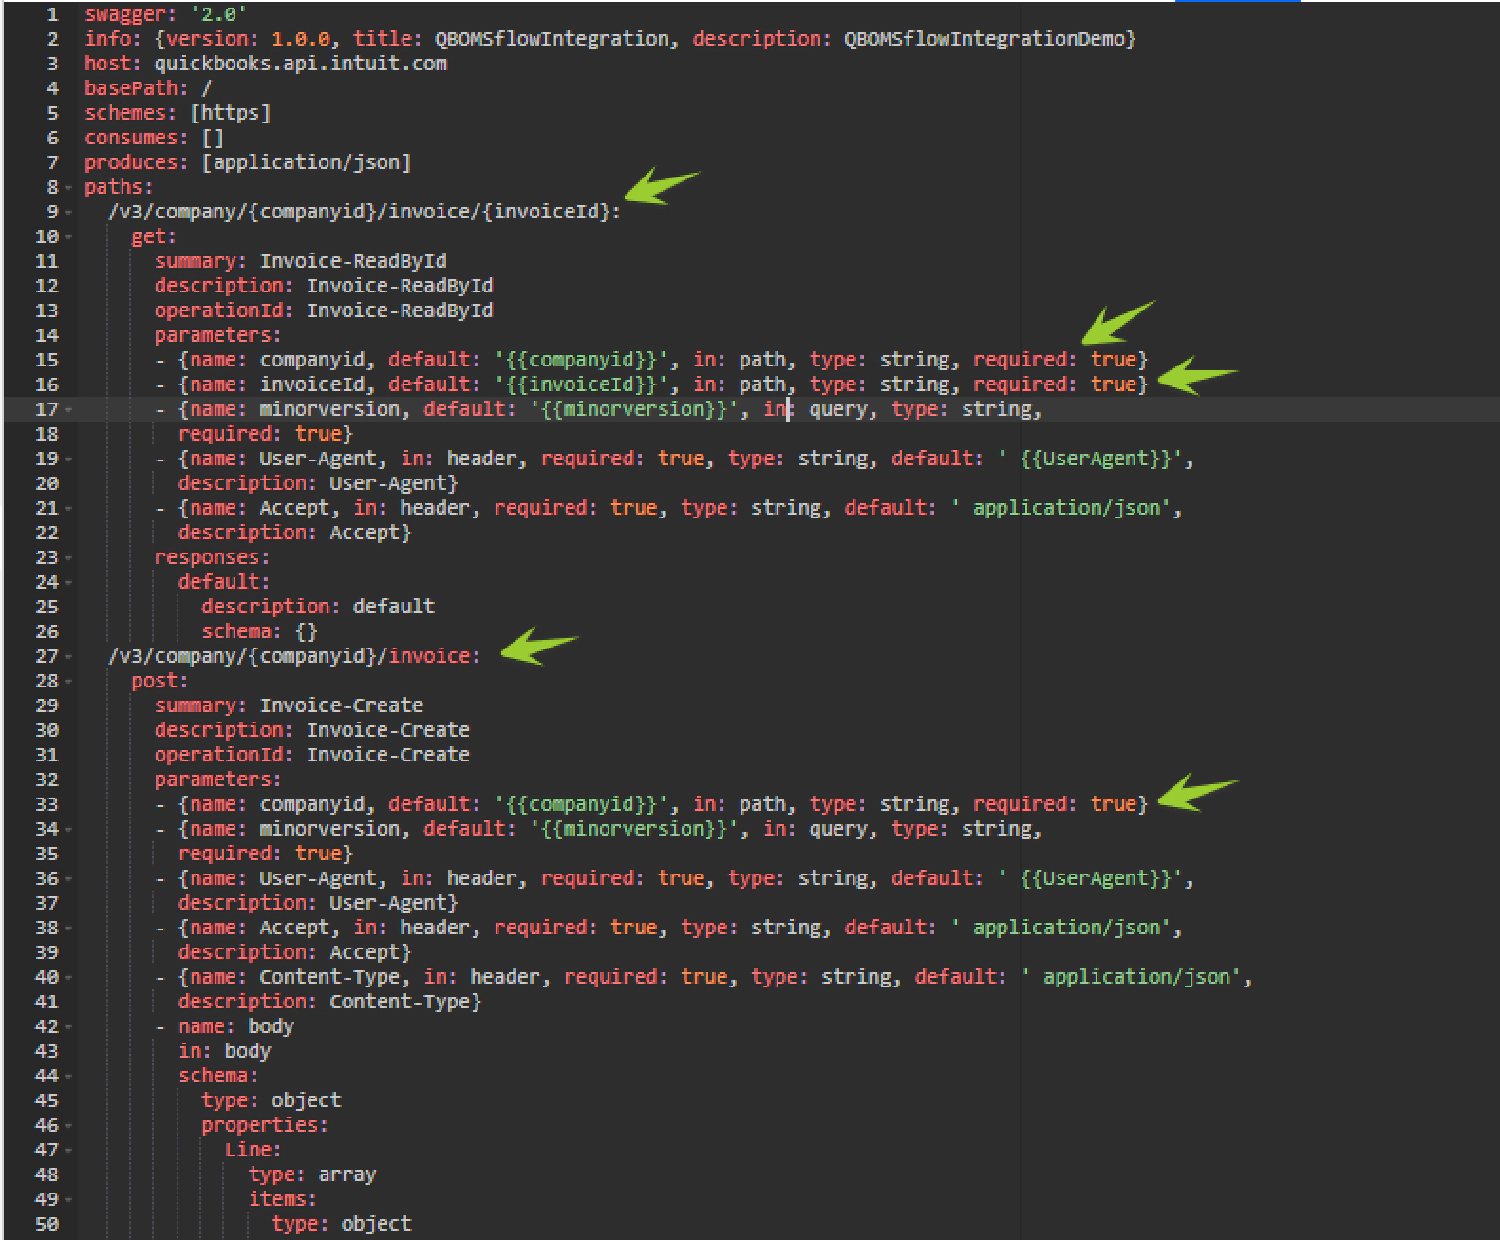 1 swagger: '2.0'
2 info: {version: 1.0.0, title: QBOMSflowIntegration, description: QBOMSflowIntegrationDemo}
3 host: quickbooks.api.intuit.com
4 basePath: /
5 schemes: [https]
6 consumes: []
7 produces: [application/json]
8 paths:
9 /v3/company/{companyid}/invoice/{invoiceId}:
10 get:
11 summary: Invoice-ReadById
12 description: Invoice-ReadById
13 operationId: Invoice-ReadById
14 parameters:
15 - {name: companyid, default: '{{companyid}}', in: path, type: string, required: true}
16 - {name: invoiceId, default: '{{invoiceId}}', in: path, type: string, required: true}
17 - {name: minorversion, default: '{{minorversion}}', in: query, type: string,
18 required: true}
19 - {name: User-Agent, in: header, required: true, type: string, default: ' {{UserAgent}}',
20 description: User-Agent}
21 - {name: Accept, in: header, required: true, type: string, default: ' application/json',
22 description: Accept}
23 responses:
24 default:
25 description: default
26 schema: {}
27 /v3/company/{companyid}/invoice:
28 post:
29 summary: Invoice-Create
30 description: Invoice-Create
31 operationId: Invoice-Create
32 parameters:
33 - {name: companyid, default: '{{companyid}}', in: path, type: string, required: true}
34 - {name: minorversion, default: '{{minorversion}}', in: query, type: string,
35 required: true}
36 - {name: User-Agent, in: header, required: true, type: string, default: ' {{UserAgent}}',
37 description: User-Agent}
38 - {name: Accept, in: header, required: true, type: string, default: ' application/json',
39 description: Accept}
40 - {name: Content-Type, in: header, required: true, type: string, default: ' application/json',
41 description: Content-Type}
42 - name: body
43 in: body
44 schema:
45 type: object
46 properties:
47 Line:
48 type: array
49 items:
50 type: object